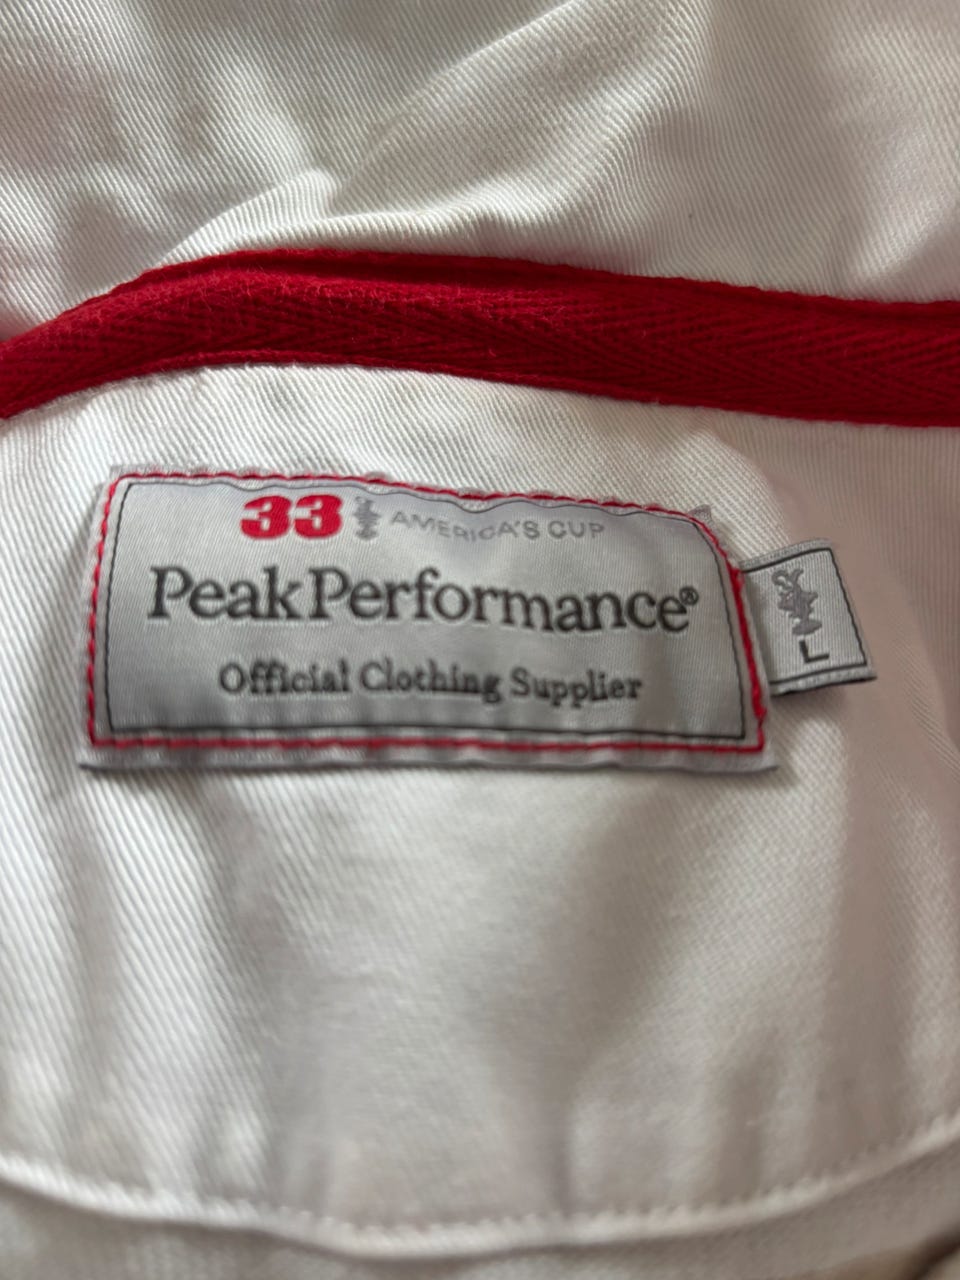 33 AMERICA'S CUP
PeakPerformance®
Official Clothing Supplier
L